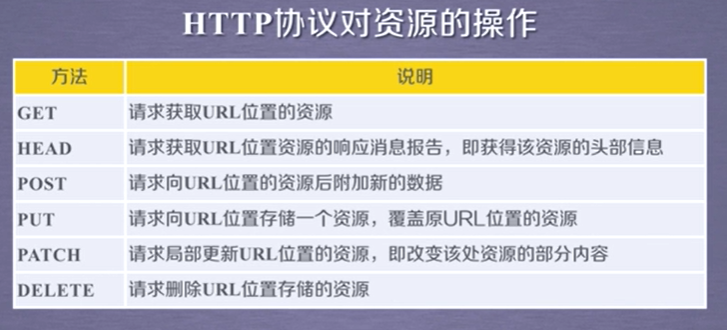 HTTP协议对资源的操作
方法 说明
GET 请求获取URL位置的资源
HEAD 请求获取URL位置资源的响应消息报告，即获得该资源的头部信息
POST 请求向URL位置的资源后附加新的数据
PUT 请求向URL位置存储一个资源，覆盖原URL位置的资源
PATCH 请求局部更新URL位置的资源，即改变该处资源的部分内容
DELETE 请求删除URL位置存储的资源